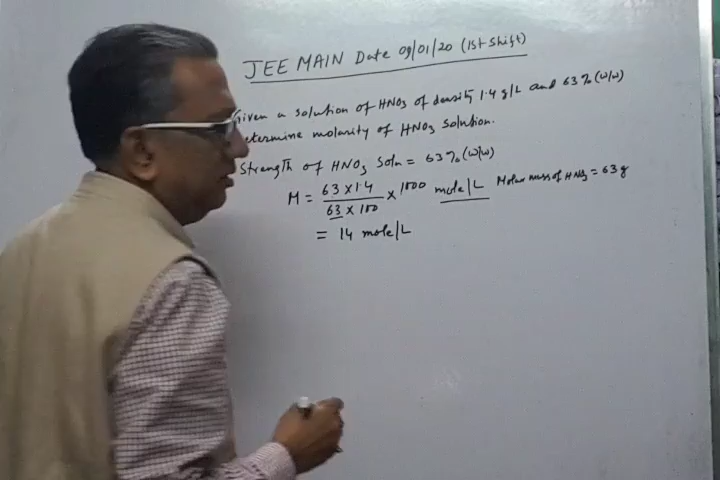 JEE MAIN Date 09/01/20 (1st Shift)
Given a solution of HNO3 of density 1.4 g/L and 63% (w/w)
etermine molarity of HNO3 solution.
Strength of HNO3 Soln = 63% (w/w)
M = 63 × 1.4 / 63 × 100 × 1000 mole/L Molar mass of HNO3 = 63 g
= 14 mole/L